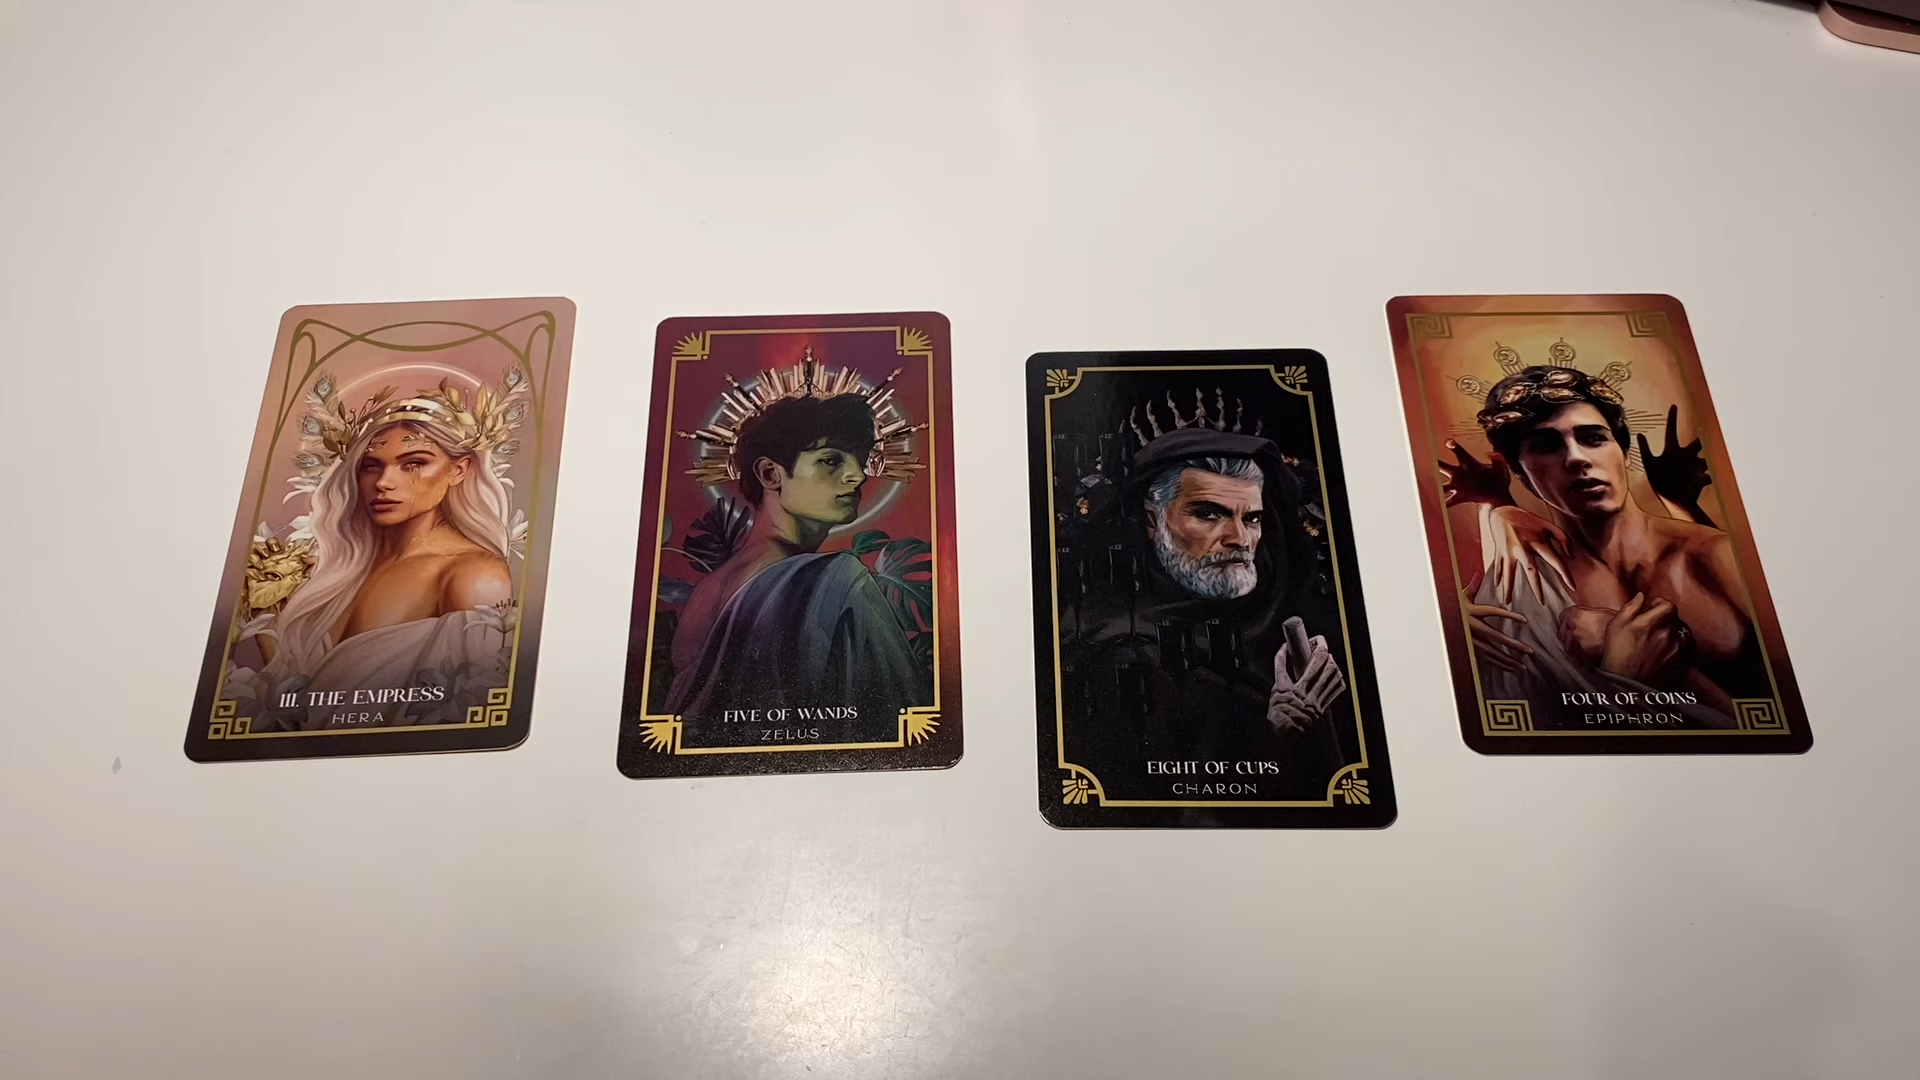 III. THE EMPRESS
HERA
FIVE OF WANDS
ZELUS
EIGHT OF CUPS
CHARON
FOUR OF COINS
EPIPHRON